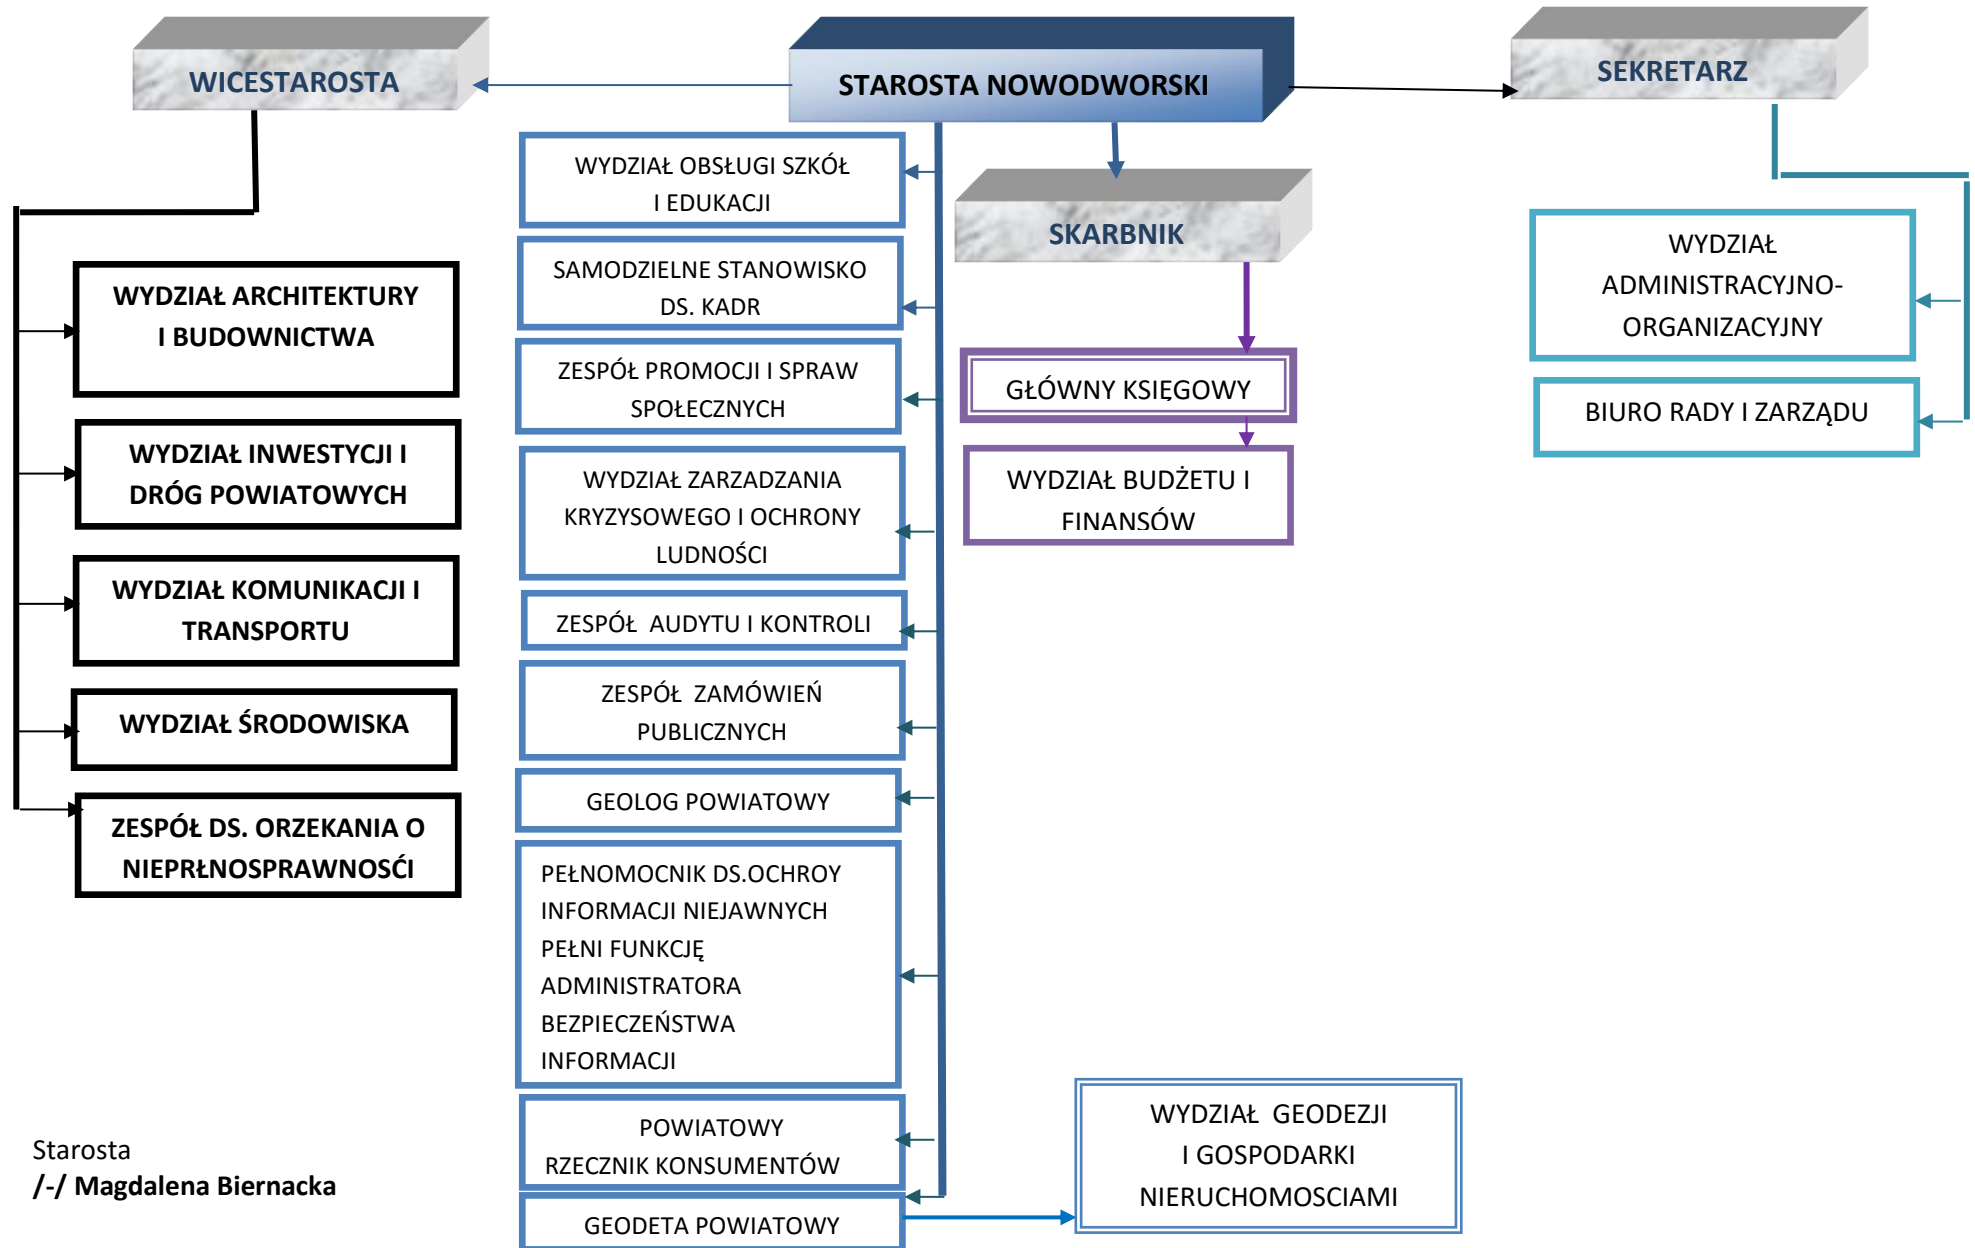 WICESTAROSTA
STAROSTA NOWODWORSKI
SEKRETARZ
WYDZIAŁ ARCHITEKTURY
I BUDOWNICTWA
WYDZIAŁ INWESTYCJI I
DRÓG POWIATOWYCH
WYDZIAŁ KOMUNIKACJI I
TRANSPORTU
WYDZIAŁ ŚRODOWISKA
ZESPÓŁ DS. ORZEKANIA O
NIEPRŁNOSPRAWNOSĆI
WYDZIAŁ OBSŁUGI SZKÓŁ
I EDUKACJI
SAMODZIELNE STANOWISKO
DS. KADR
ZESPÓŁ PROMOCJI I SPRAW
SPOŁECZNYCH
WYDZIAŁ ZARZADZANIA
KRYZYSOWEGO I OCHRONY
LUDNOŚCI
ZESPÓŁ AUDYTU I KONTROLI
ZESPÓŁ ZAMÓWIEŃ
PUBLICZNYCH
GEOLOG POWIATOWY
PEŁNOMOCNIK DS.OCHROY
INFORMACJI NIEJAWNYCH
PEŁNI FUNKCJĘ
ADMINISTRATORA
BEZPIECZEŃSTWA
INFORMACJI
POWIATOWY
RZECZNIK KONSUMENTÓW
GEODETA POWIATOWY
SKARBNIK
GŁÓWNY KSIĘGOWY
WYDZIAŁ BUDŻETU I
FINANSÓW
WYDZIAŁ
ADMINISTRACYJNO-
ORGANIZACYJNY
BIURO RADY I ZARZĄDU
WYDZIAŁ GEODEZJI
I GOSPODARKI
NIERUCHOMOSCIAMI
Starosta
/-/ Magdalena Biernacka